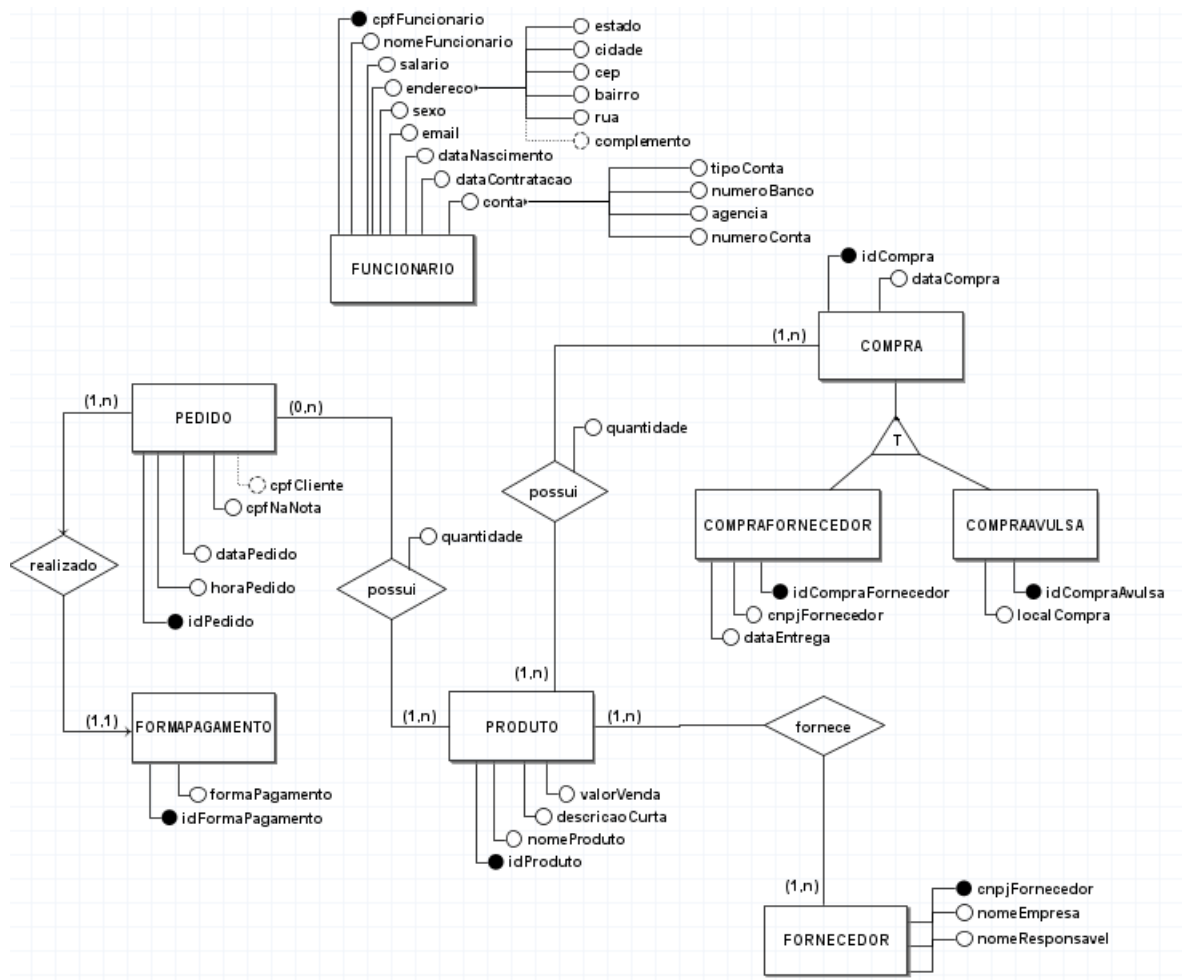 cpfFuncionario
nomeFuncionario
salario
endereco
estado
cidade
cep
bairro
rua
complemento
sexo
email
dataNascimento
dataContratacao
conta
tipoConta
numeroBanco
agencia
numeroConta
FUNCIONARIO
idCompra
dataCompra
COMPRA
(1,n)
T
quantidade
possui
COMPRAFORNECEDOR
COMPRAAVULSA
idCompraFornecedor
cnpjFornecedor
dataEntrega
idCompraAvulsa
localCompra
(1,n)
PEDIDO
(0,n)
cpfCliente
cpfNaNota
dataPedido
horaPedido
idPedido
realizado
quantidade
possui
(1,1)
FORMAPAGAMENTO
formaPagamento
idFormaPagamento
(1,n)
(1,n)
PRODUTO
(1,n)
valorVenda
descricaoCurta
nomeProduto
idProduto
fornece
(1,n)
FORNECEDOR
cnpjFornecedor
nomeEmpresa
nomeResponsavel